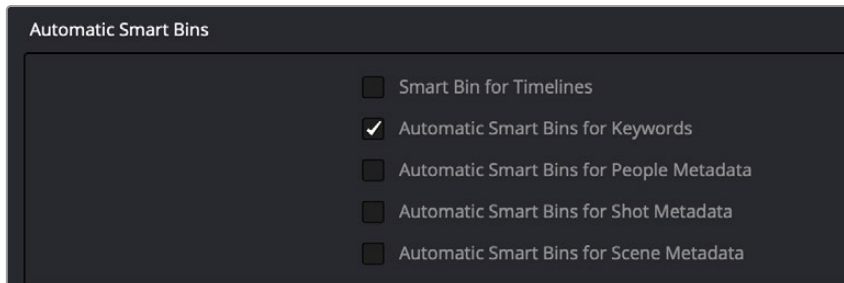 Automatic Smart Bins
Smart Bin for Timelines
Automatic Smart Bins for Keywords
Automatic Smart Bins for People Metadata
Automatic Smart Bins for Shot Metadata
Automatic Smart Bins for Scene Metadata